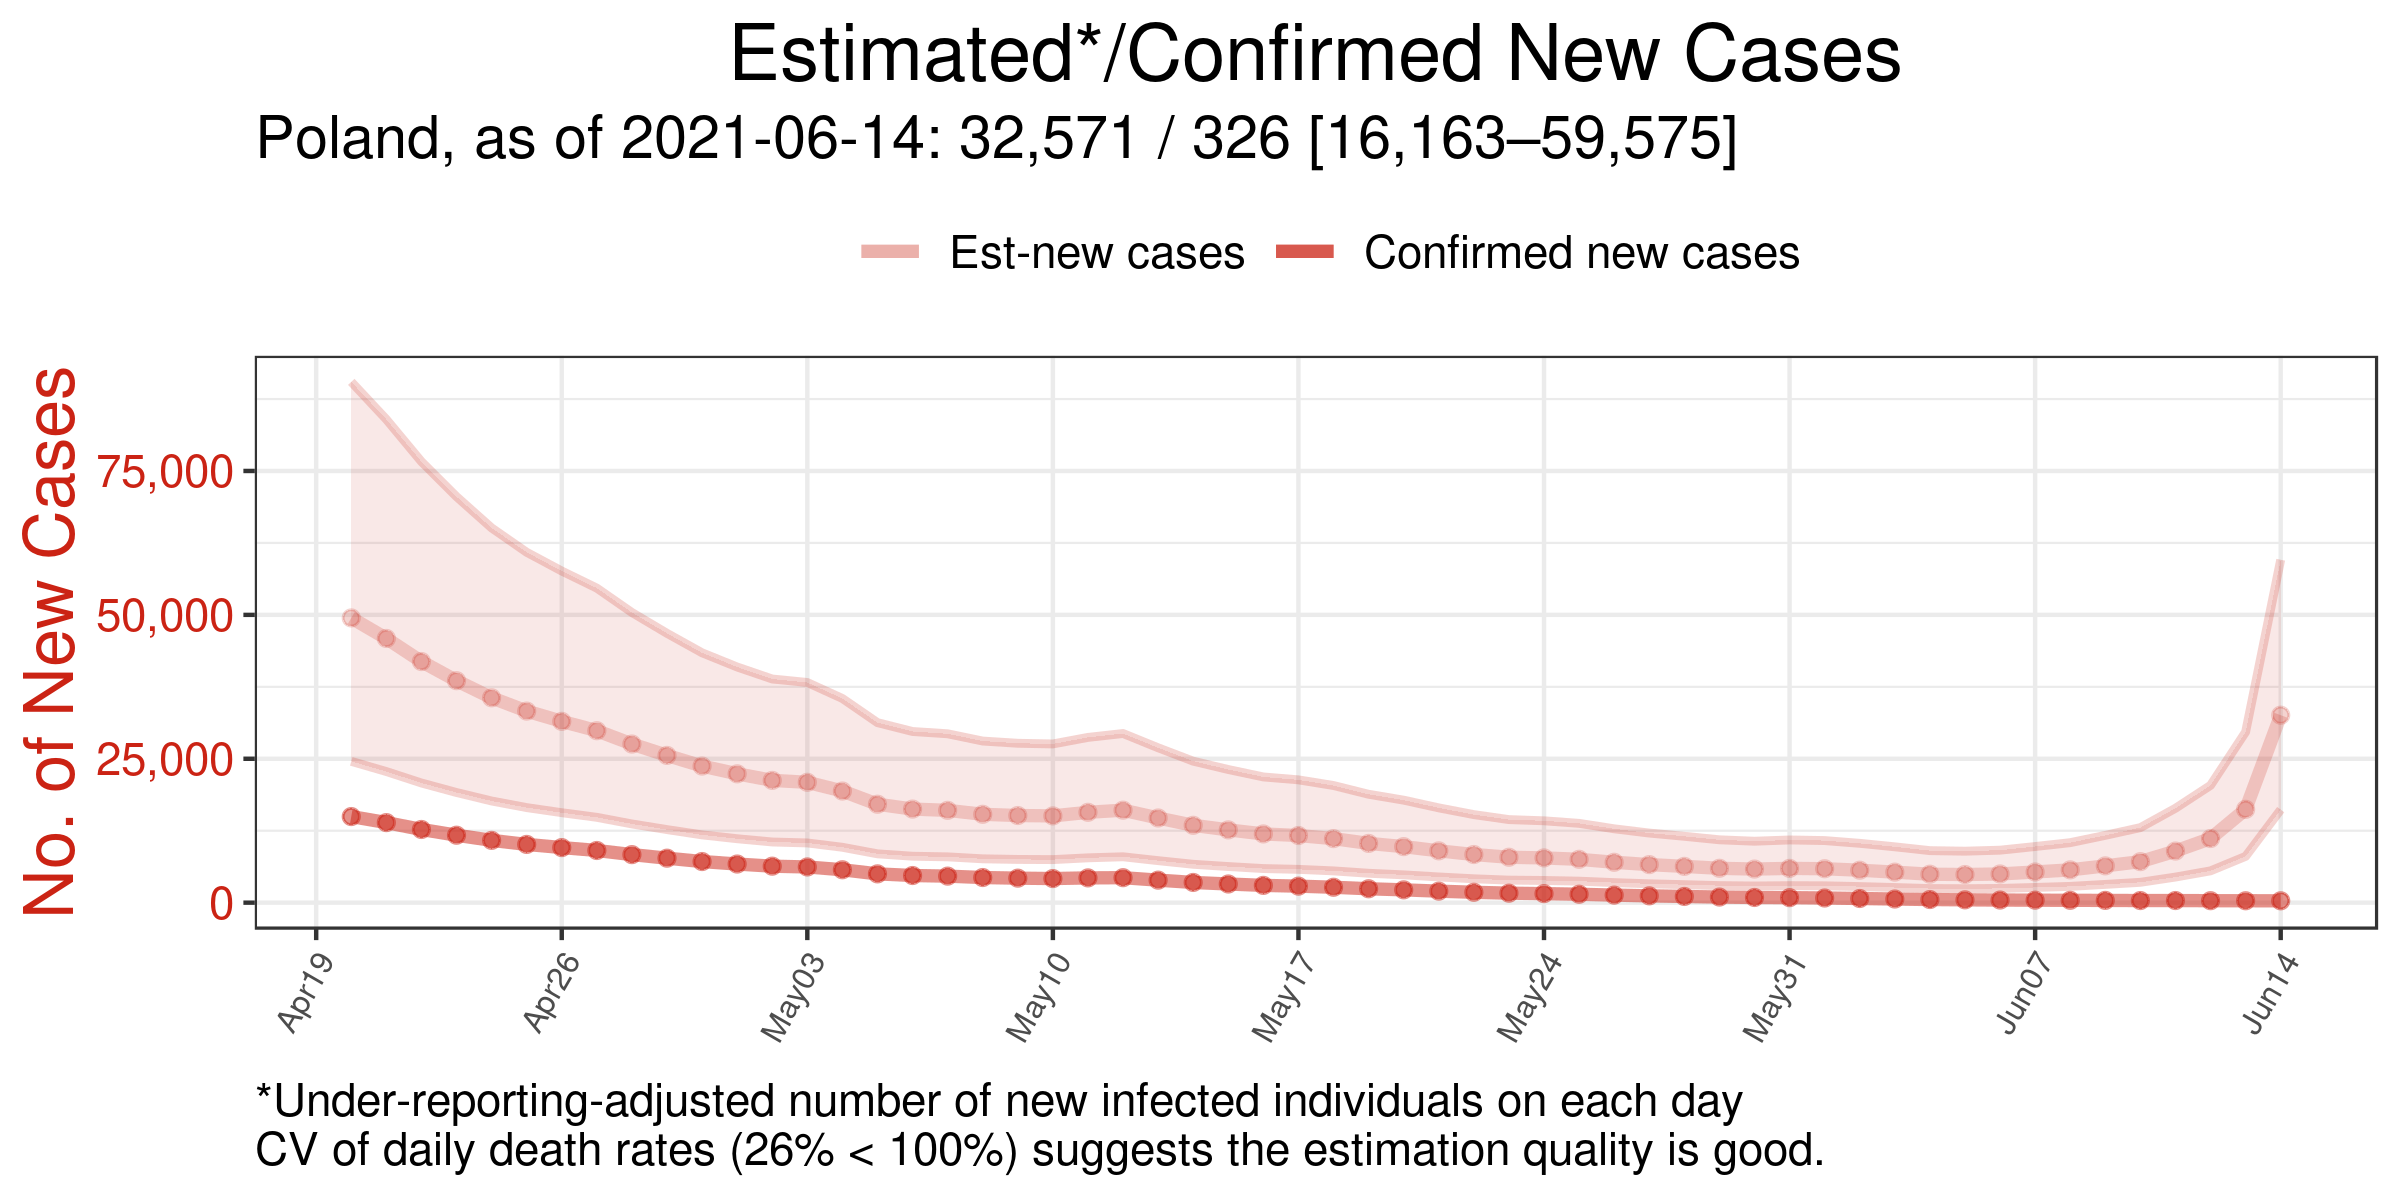 Estimated*/Confirmed New Cases
Poland, as of 2021-06-14: 32,571 / 326 [16,163–59,575]
Est-new cases
Confirmed new cases
No. of New Cases
75,000
50,000
25,000
0
Apr19
Apr26
May03
May10
May17
May24
May31
Jun07
Jun14
*Under-reporting-adjusted number of new infected individuals on each day
CV of daily death rates (26% < 100%) suggests the estimation quality is good.